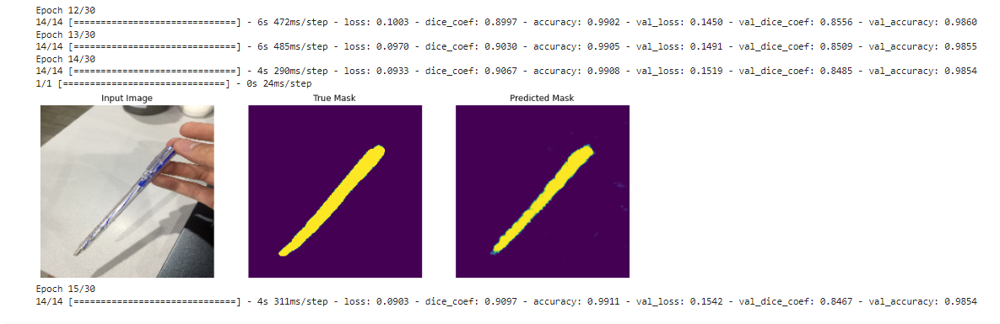 Epoch 12/30
14/14 [==============================] - 6s 472ms/step - loss: 0.1003 - dice_coef: 0.8997 - accuracy: 0.9902 - val_loss: 0.1450 - val_dice_coef: 0.8556 - val_accuracy: 0.9860
Epoch 13/30
14/14 [==============================] - 6s 485ms/step - loss: 0.0970 - dice_coef: 0.9030 - accuracy: 0.9905 - val_loss: 0.1491 - val_dice_coef: 0.8509 - val_accuracy: 0.9855
Epoch 14/30
14/14 [==============================] - 4s 290ms/step - loss: 0.0933 - dice_coef: 0.9067 - accuracy: 0.9908 - val_loss: 0.1519 - val_dice_coef: 0.8485 - val_accuracy: 0.9854
1/1 [==============================] - 0s 24ms/step
Input Image True Mask Predicted Mask
Epoch 15/30
14/14 [==============================] - 4s 311ms/step - loss: 0.0903 - dice_coef: 0.9097 - accuracy: 0.9911 - val_loss: 0.1542 - val_dice_coef: 0.8467 - val_accuracy: 0.9854